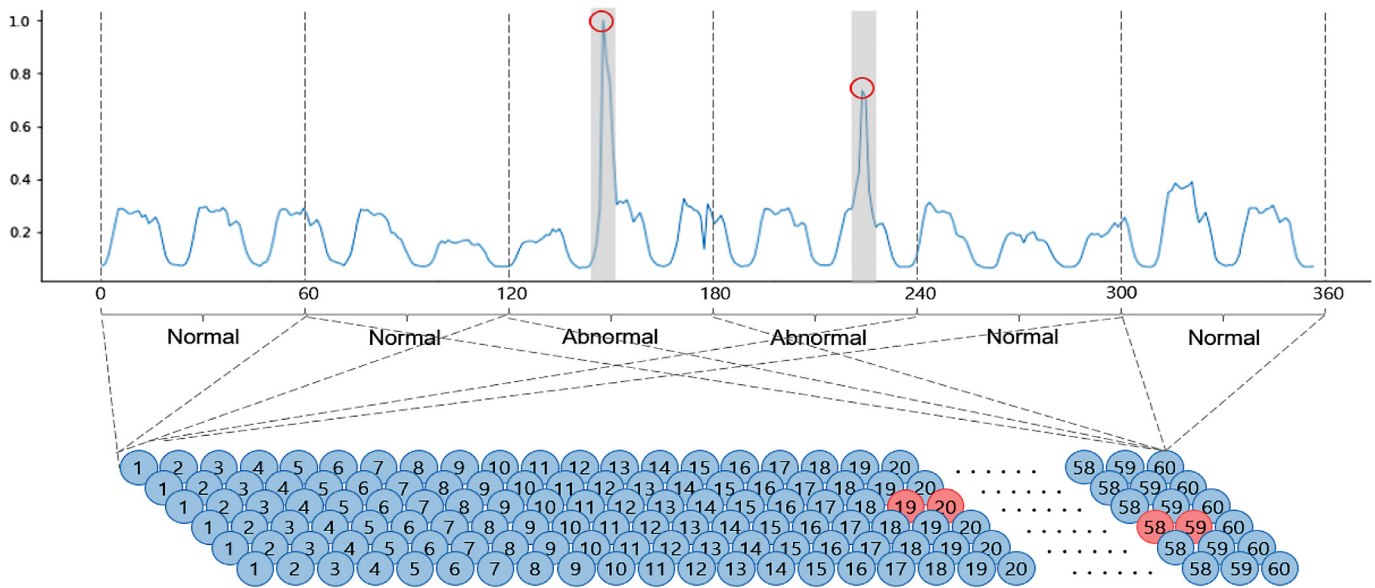 1.0
0.8
0.6
0.4
0.2
0 60 120 180 240 300 360
Normal Normal Abnormal Abnormal Normal Normal
1 2 3 4 5 6 7 8 9 10 11 12 13 14 15 16 17 18 19 20 . . . . . . 58 59 60
1 2 3 4 5 6 7 8 9 10 11 12 13 14 15 16 17 18 19 20 . . . . . . 58 59 60
1 2 3 4 5 6 7 8 9 10 11 12 13 14 15 16 17 18 19 20 . . . . . . 58 59 60
1 2 3 4 5 6 7 8 9 10 11 12 13 14 15 16 17 18 19 20 . . . . . . 58 59 60
1 2 3 4 5 6 7 8 9 10 11 12 13 14 15 16 17 18 19 20 . . . . . . 58 59 60
1 2 3 4 5 6 7 8 9 10 11 12 13 14 15 16 17 18 19 20 . . . . . . 58 59 60